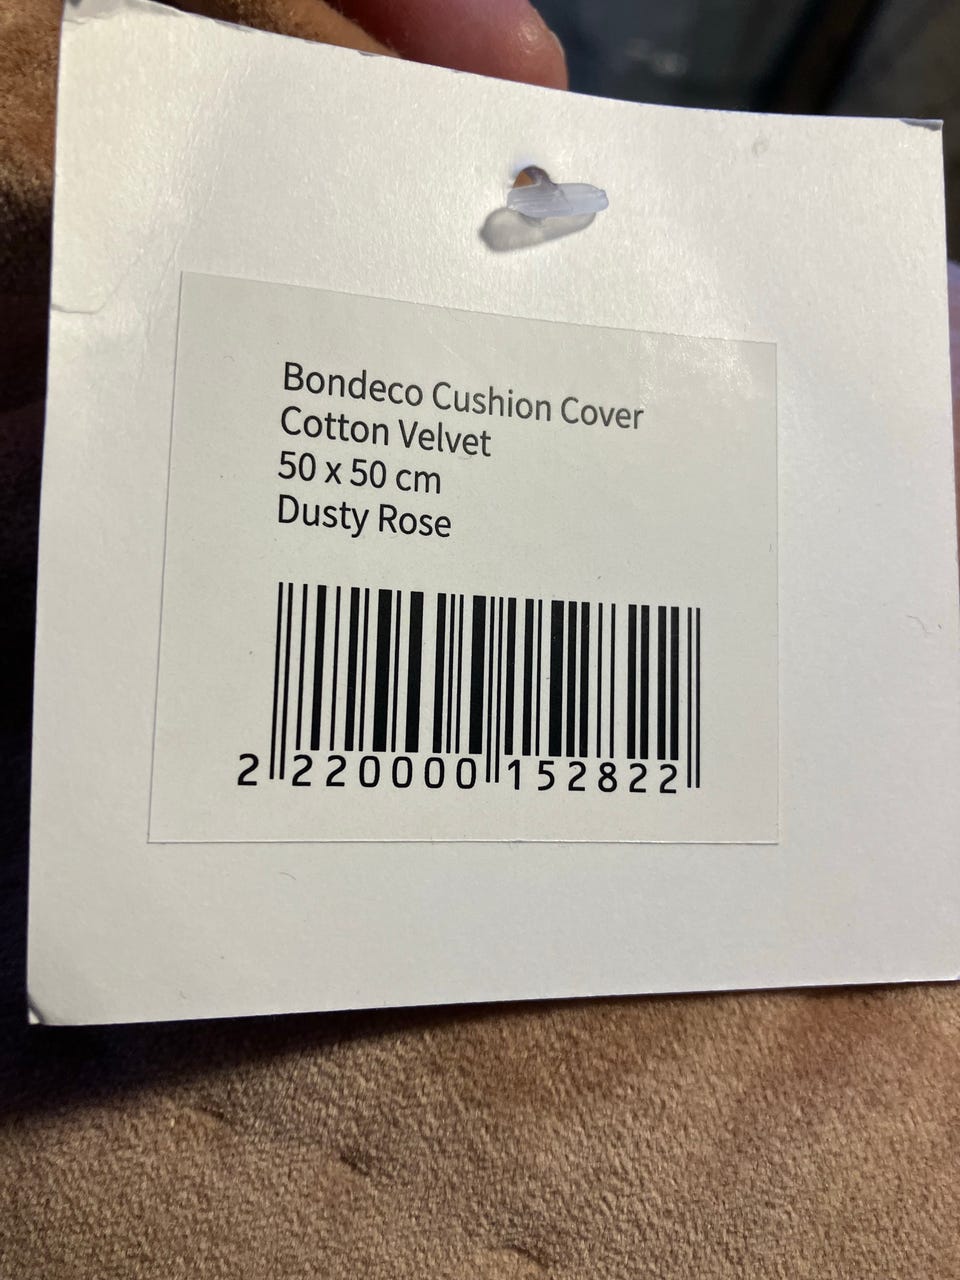 Bondeco Cushion Cover
Cotton Velvet
50 x 50 cm
Dusty Rose
2 220000 152822